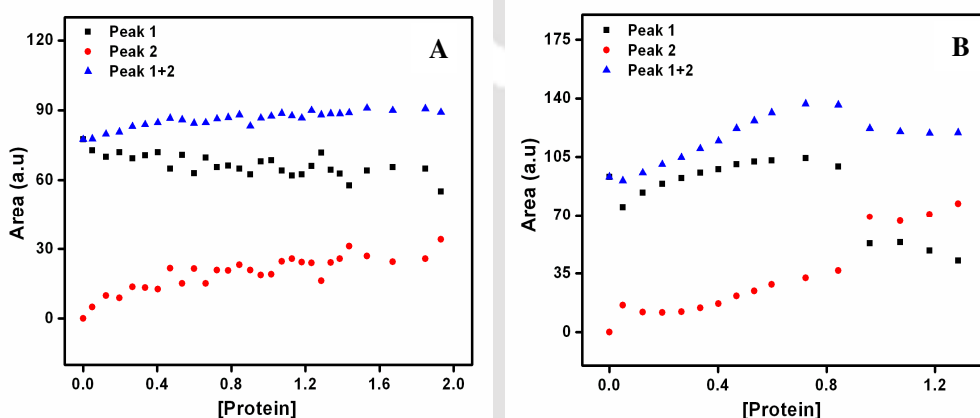 Peak 1
Peak 2
Peak 1+2
A
120
90
60
30
0
Area (a.u)
0.0 0.4 0.8 1.2 1.6 2.0
[Protein]
Peak 1
Peak 2
Peak 1+2
B
175
140
105
70
35
0
Area (a.u)
0.0 0.4 0.8 1.2
[Protein]